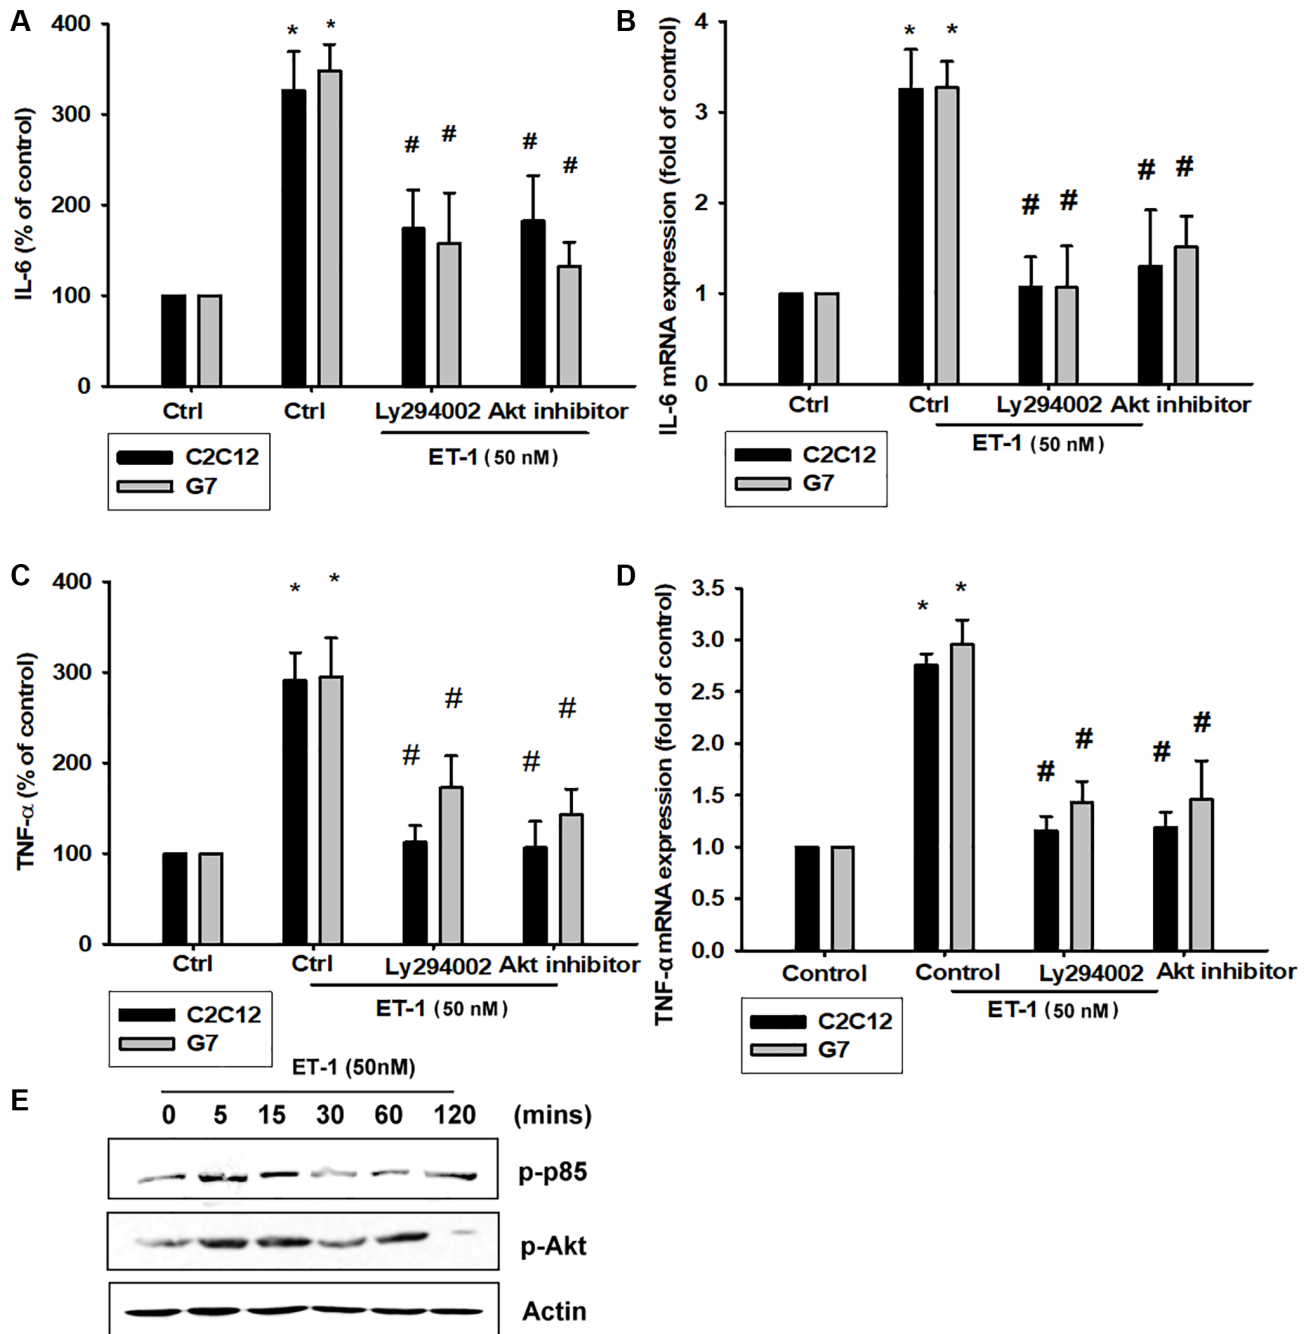 A
IL-6 (% of control)
400
300
200
100
0
* *
# # # #
Ctrl Ctrl Ly294002 Akt inhibitor
ET-1 (50 nM)
C2C12
G7
B
IL-6 mRNA expression (fold of control)
4
3
2
1
0
* *
# # # #
Ctrl Ctrl Ly294002 Akt inhibitor
ET-1 (50 nM)
C2C12
G7
C
TNF-α (% of control)
400
300
200
100
0
* *
# # # #
Ctrl Ctrl Ly294002 Akt inhibitor
ET-1 (50 nM)
C2C12
G7
D
TNF-α mRNA expression (fold of control)
3.5
3.0
2.5
2.0
1.5
1.0
0.5
0.0
* *
# # # #
Control Control Ly294002 Akt inhibitor
ET-1 (50 nM)
C2C12
G7
E
ET-1 (50nM)
0 5 15 30 60 120 (mins)
p-p85
p-Akt
Actin